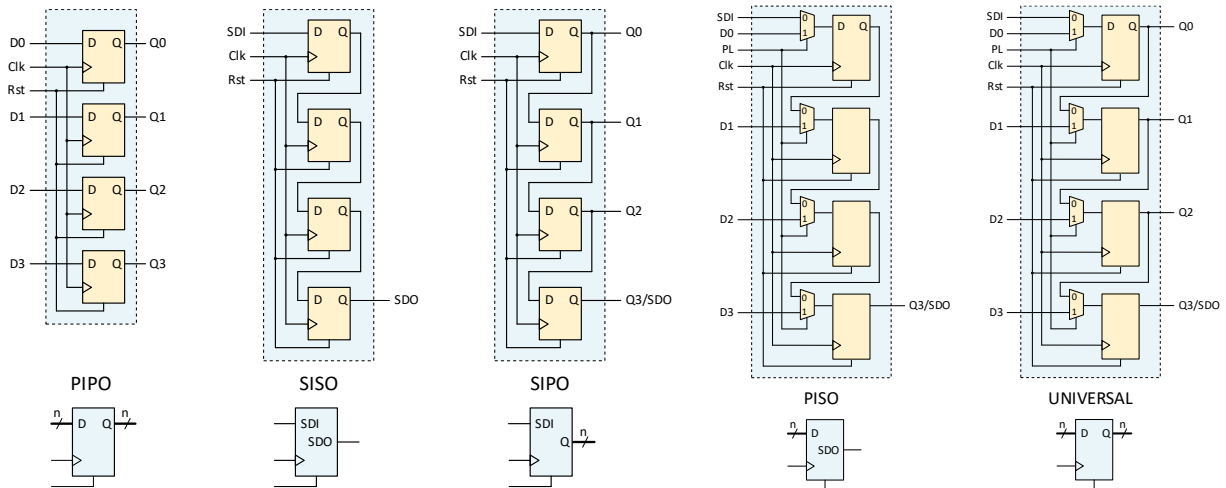 D0
D
Q
Q0
Clk
Rst
D1
D
Q
Q1
D2
D
Q
Q2
D3
D
Q
Q3
PIPO
n
D
Q
n
SDI
D
Q
Clk
Rst
D
Q
D
Q
D
Q
SDO
SISO
SDI
SDO
SDI
D
Q
Q0
Clk
Rst
D
Q
Q1
D
Q
Q2
D
Q
Q3/SDO
SIPO
SDI
Q
n
SDI
D0
PL
Clk
Rst
0
1
D
Q
D1
0
1
D2
0
1
D3
0
1
Q3/SDO
PISO
n
D
SDO
SDI
D0
PL
Clk
Rst
0
1
D
Q
Q0
D1
0
1
Q1
D2
0
1
Q2
D3
0
1
Q3/SDO
UNIVERSAL
n
D
Q
n